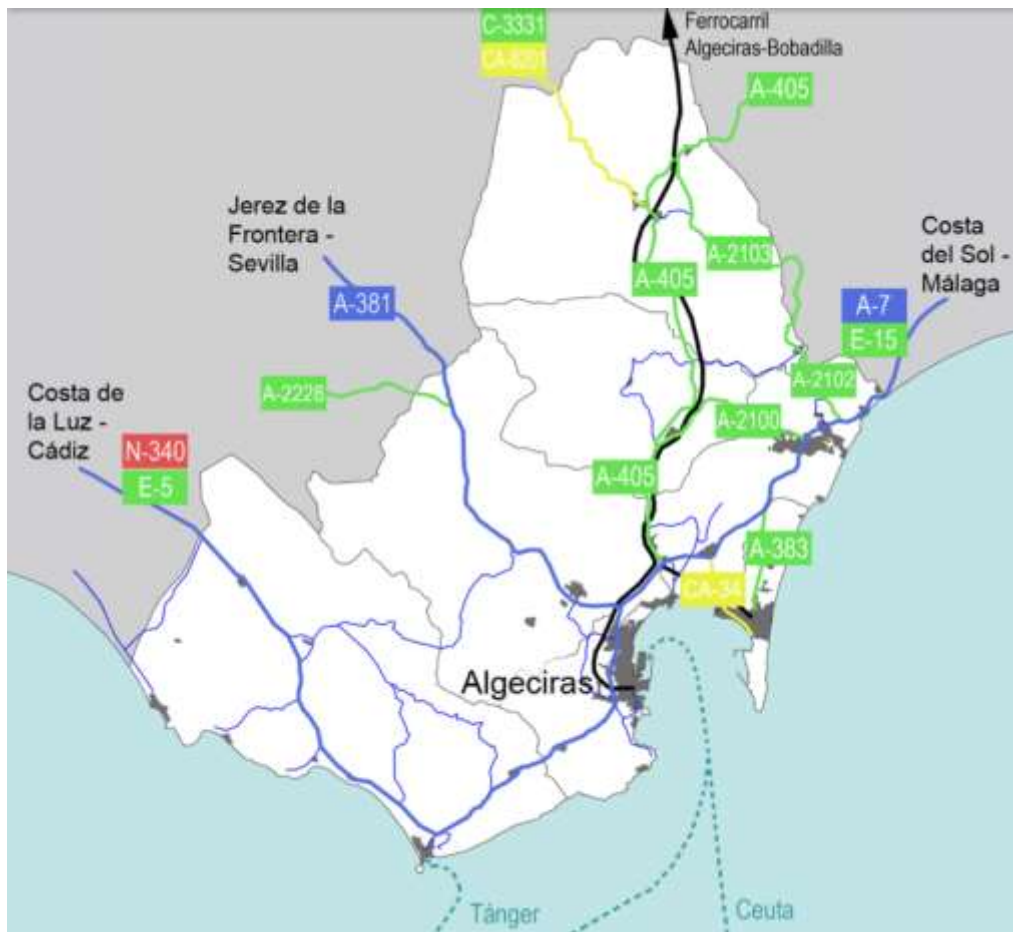 C-3331
CA-8201
Ferrocarril
Algeciras-Bobadilla
A-405
Jerez de la
Frontera -
Sevilla
Costa
del Sol -
Málaga
A-2103
A-405
A-381
A-7
E-15
A-2226
A-2102
Costa de
la Luz -
Cádiz
A-2100
N-340
E-5
A-405
A-383
CA-34
Algeciras
Tánger
Ceuta